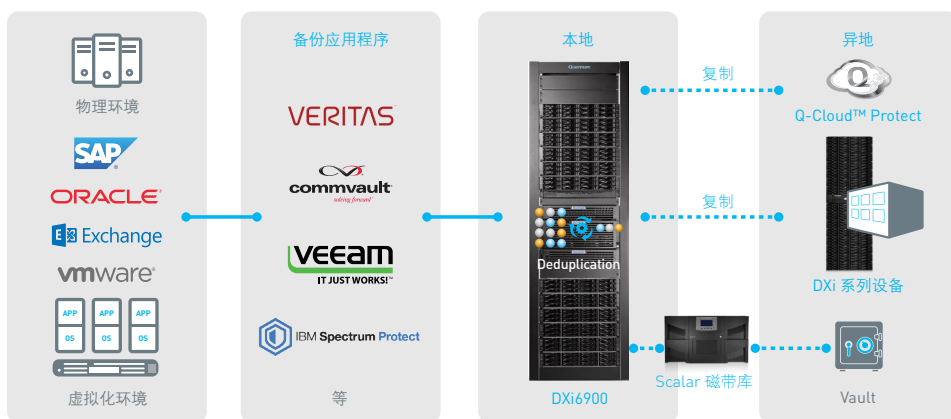 物理环境
SAP
ORACLE
Exchange
vmware
APP APP APP
OS OS OS
虚拟化环境
备份应用程序
VERITAS
commvault
solving forward
VEEAM
IT JUST WORKS!
IBM Spectrum Protect
等
本地
Quantum
Deduplication
DXi6900
复制
复制
Scalar 磁带库
异地
Q
Q-Cloud™ Protect
DXi 系列设备
Vault